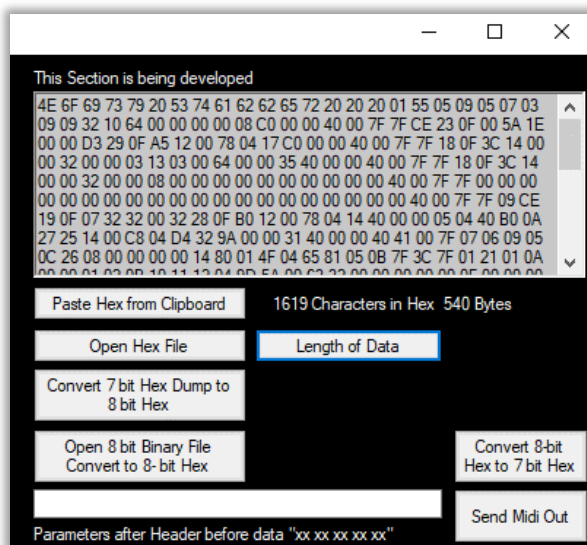 This Section is being developed
4E 6F 69 73 79 20 53 74 61 62 62 65 72 20 20 20 01 55 05 09 05 07 03
09 09 32 10 64 00 00 00 00 08 C0 00 00 40 00 7F 7F CE 23 0F 00 5A 1E
00 00 D3 29 0F A5 12 00 78 04 17 C0 00 00 40 00 7F 7F 18 0F 3C 14 00
00 32 00 00 03 13 03 00 64 00 00 35 40 00 00 40 00 7F 7F 18 0F 3C 14
00 00 32 00 00 08 00 00 00 00 00 00 00 00 00 00 00 40 00 7F 7F 00 00 00
00 00 00 00 00 00 00 00 00 00 00 00 00 00 00 00 00 40 00 7F 7F 09 CE
19 0F 07 32 32 00 32 28 0F B0 12 00 78 04 14 40 00 00 05 04 40 B0 0A
27 25 14 00 C8 04 D4 32 9A 00 00 31 40 00 00 40 41 00 7F 07 06 09 05
0C 26 08 00 00 00 00 14 80 01 4F 04 65 81 05 0B 7F 3C 7F 01 21 01 0A
Paste Hex from Clipboard
1619 Characters in Hex 540 Bytes
Open Hex File
Length of Data
Convert 7 bit Hex Dump to
8 bit Hex
Open 8 bit Binary File
Convert to 8- bit Hex
Convert 8-bit
Hex to 7 bit Hex
Send Midi Out
Parameters after Header before data "xx xx xx xx xx"